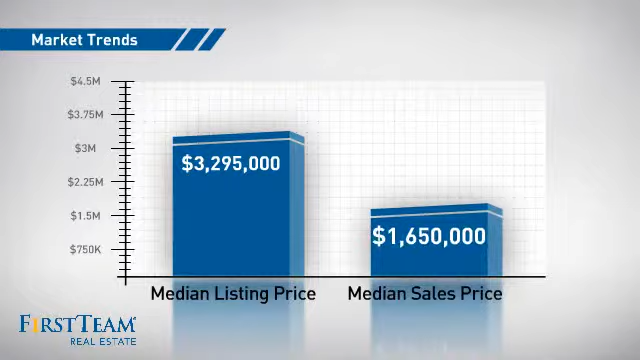 Market Trends
$4.5M
$3.75M
$3M
$2.25M
$1.5M
$750K
$3,295,000
$1,650,000
Median Listing Price
Median Sales Price
FIRSTTEAM®
REAL ESTATE